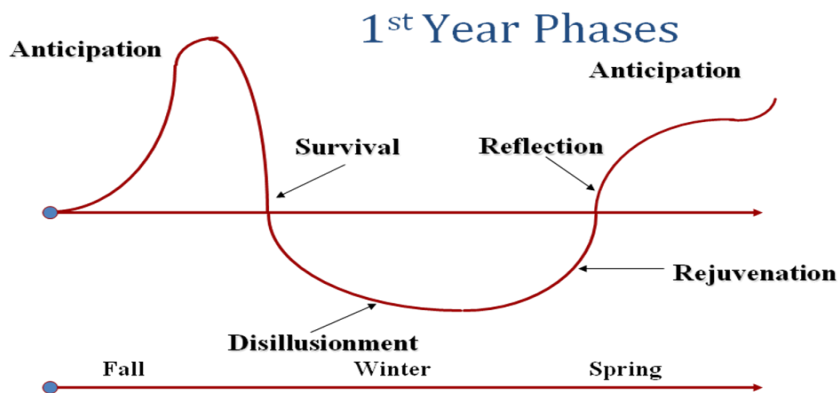 1st Year Phases
Anticipation
Anticipation
Survival
Reflection
Rejuvenation
Disillusionment
Fall
Winter
Spring